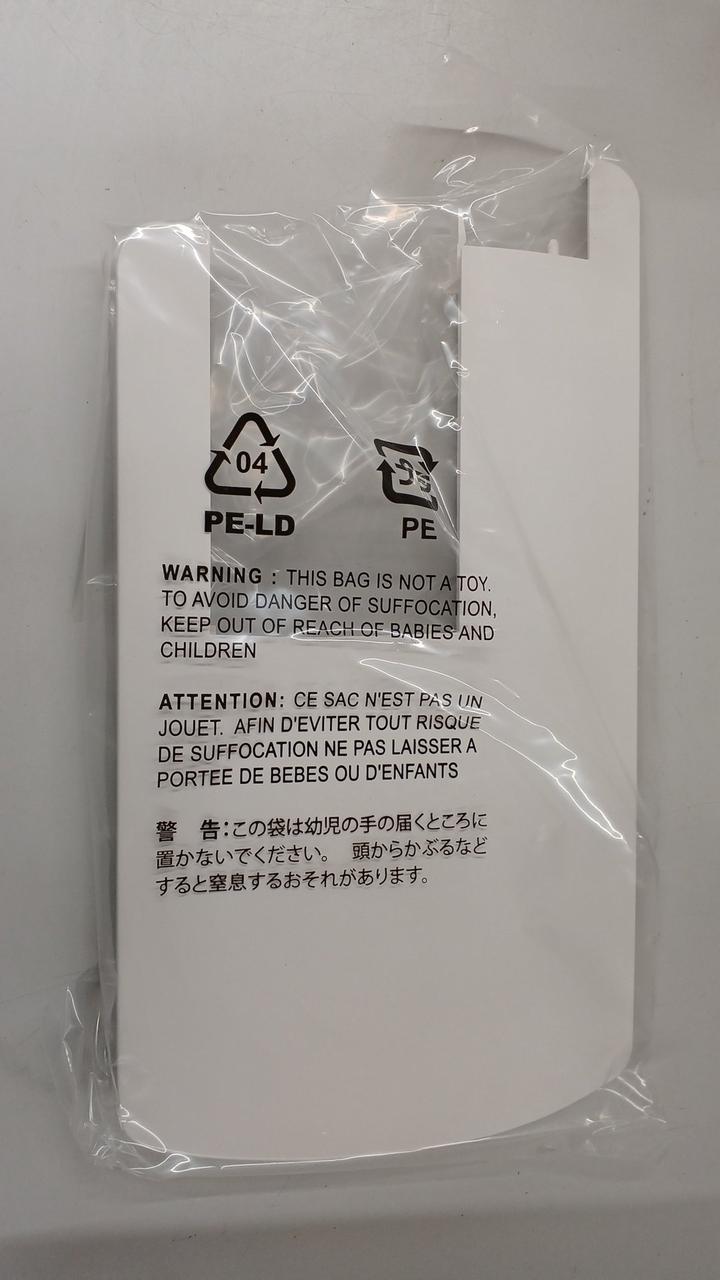 04
プラ
PE-LD
PE
WARNING : THIS BAG IS NOT A TOY.
TO AVOID DANGER OF SUFFOCATION,
KEEP OUT OF REACH OF BABIES AND
CHILDREN
ATTENTION: CE SAC N'EST PAS UN
JOUET. AFIN D'EVITER TOUT RISQUE
DE SUFFOCATION NE PAS LAISSER A
PORTEE DE BEBES OU D'ENFANTS
警 告:この袋は幼児の手の届くところに
置かないでください。 頭からかぶるなど
すると窒息するおそれがあります。